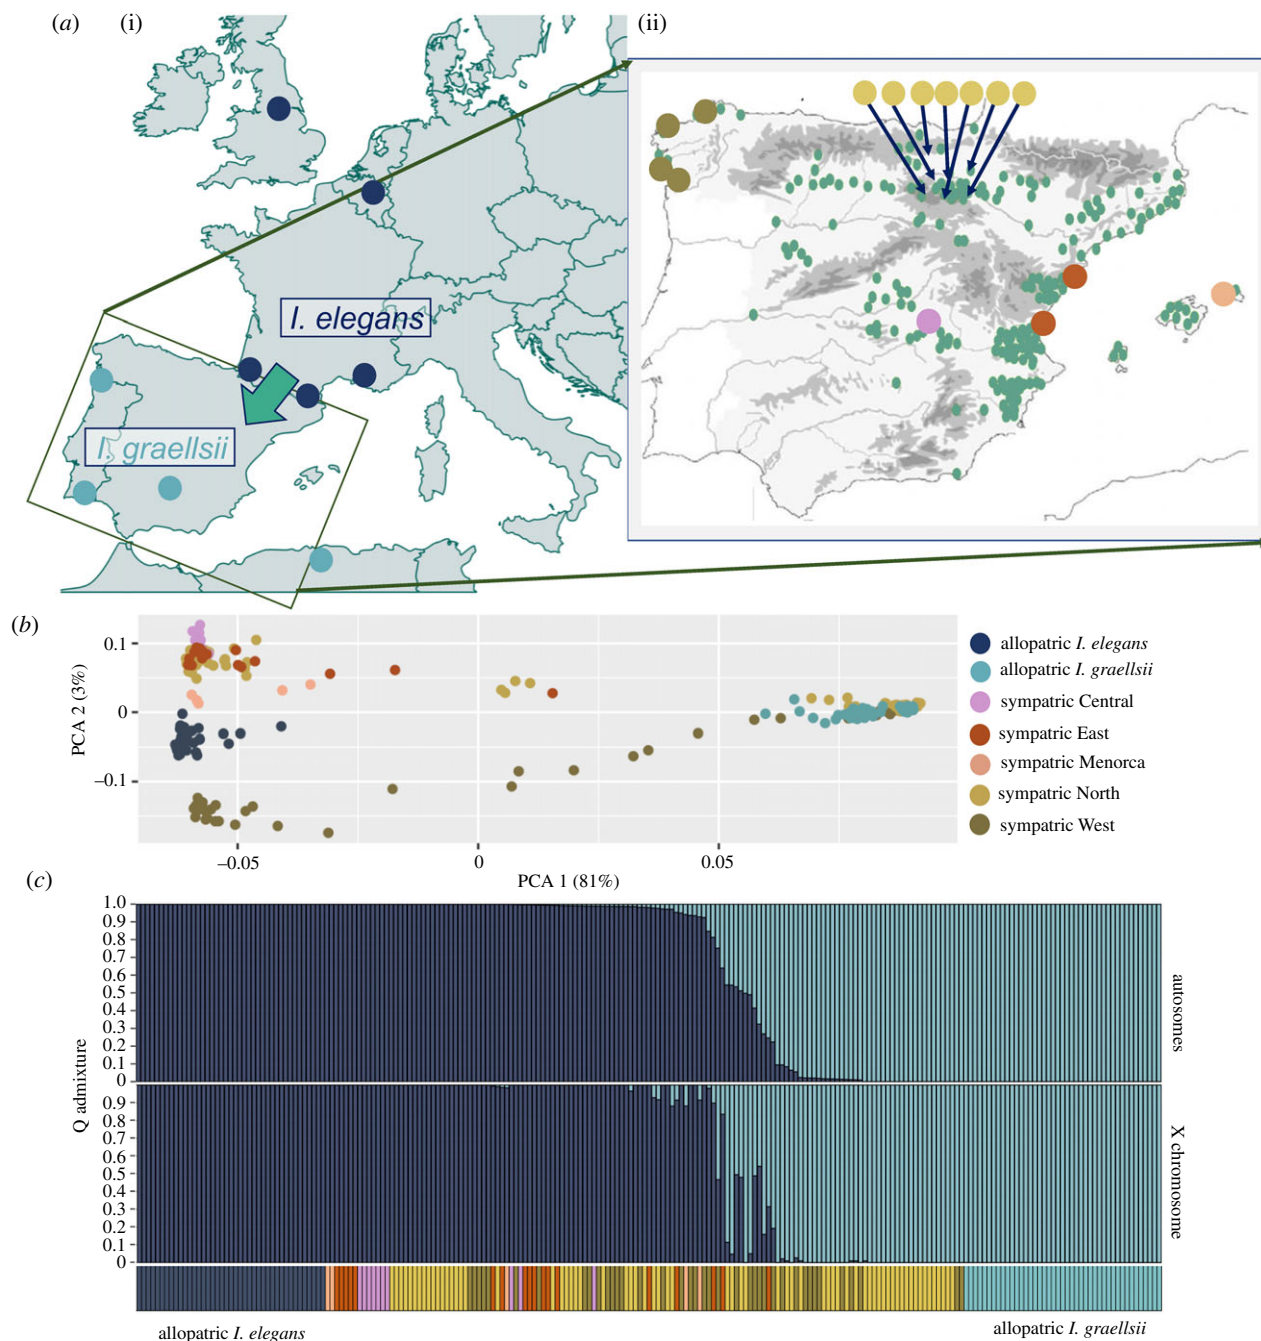 (a)
(i)
(ii)
I. elegans
I. graellsii
(b)
PCA 2 (3%)
0.1
0
–0.1
–0.05
0
0.05
PCA 1 (81%)
allopatric I. elegans
allopatric I. graellsii
sympatric Central
sympatric East
sympatric Menorca
sympatric North
sympatric West
(c)
Q admixture
1.0
0.9
0.8
0.7
0.6
0.5
0.4
0.3
0.2
0.1
0
autosomes
0.9
0.8
0.7
0.6
0.5
0.4
0.3
0.2
0.1
0
X chromosome
allopatric I. elegans
allopatric I. graellsii